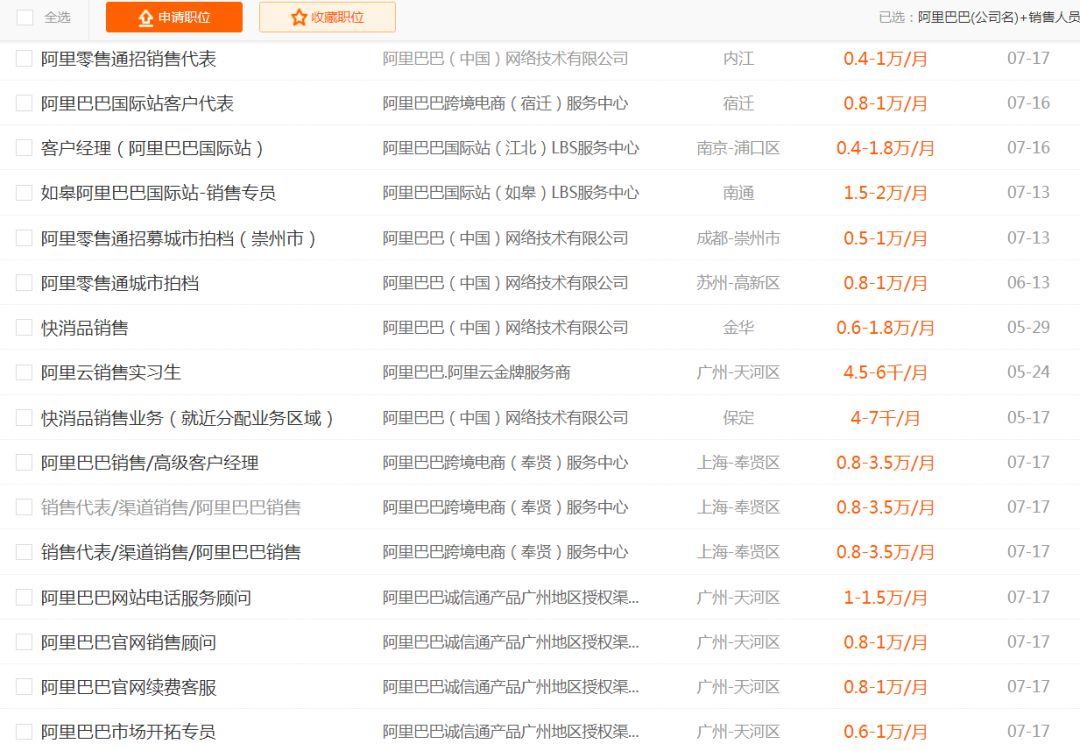 全选 申请职位 收藏职位 已选：阿里巴巴(公司名)+销售人员
阿里零售通招销售代表 阿里巴巴（中国）网络技术有限公司 内江 0.4-1万/月 07-17
阿里巴巴国际站客户代表 阿里巴巴跨境电商（宿迁）服务中心 宿迁 0.8-1万/月 07-16
客户经理（阿里巴巴国际站） 阿里巴巴国际站（江北）LBS服务中心 南京-浦口区 0.4-1.8万/月 07-16
如皋阿里巴巴国际站-销售专员 阿里巴巴国际站（如皋）LBS服务中心 南通 1.5-2万/月 07-13
阿里零售通招募城市拍档（崇州市） 阿里巴巴（中国）网络技术有限公司 成都-崇州市 0.5-1万/月 07-13
阿里零售通城市拍档 阿里巴巴（中国）网络技术有限公司 苏州-高新区 0.8-1万/月 06-13
快消品销售 阿里巴巴（中国）网络技术有限公司 金华 0.6-1.8万/月 05-29
阿里云销售实习生 阿里巴巴.阿里云金牌服务商 广州-天河区 4.5-6千/月 05-24
快消品销售业务（就近分配业务区域） 阿里巴巴（中国）网络技术有限公司 保定 4-7千/月 05-17
阿里巴巴销售/高级客户经理 阿里巴巴跨境电商（奉贤）服务中心 上海-奉贤区 0.8-3.5万/月 07-17
销售代表/渠道销售/阿里巴巴销售 阿里巴巴跨境电商（奉贤）服务中心 上海-奉贤区 0.8-3.5万/月 07-17
销售代表/渠道销售/阿里巴巴销售 阿里巴巴跨境电商（奉贤）服务中心 上海-奉贤区 0.8-3.5万/月 07-17
阿里巴巴网站电话服务顾问 阿里巴巴诚信通产品广州地区授权渠... 广州-天河区 1-1.5万/月 07-17
阿里巴巴官网销售顾问 阿里巴巴诚信通产品广州地区授权渠... 广州-天河区 0.8-1万/月 07-17
阿里巴巴官网续费客服 阿里巴巴诚信通产品广州地区授权渠... 广州-天河区 0.8-1万/月 07-17
阿里巴巴市场开拓专员 阿里巴巴诚信通产品广州地区授权渠... 广州-天河区 0.6-1万/月 07-17